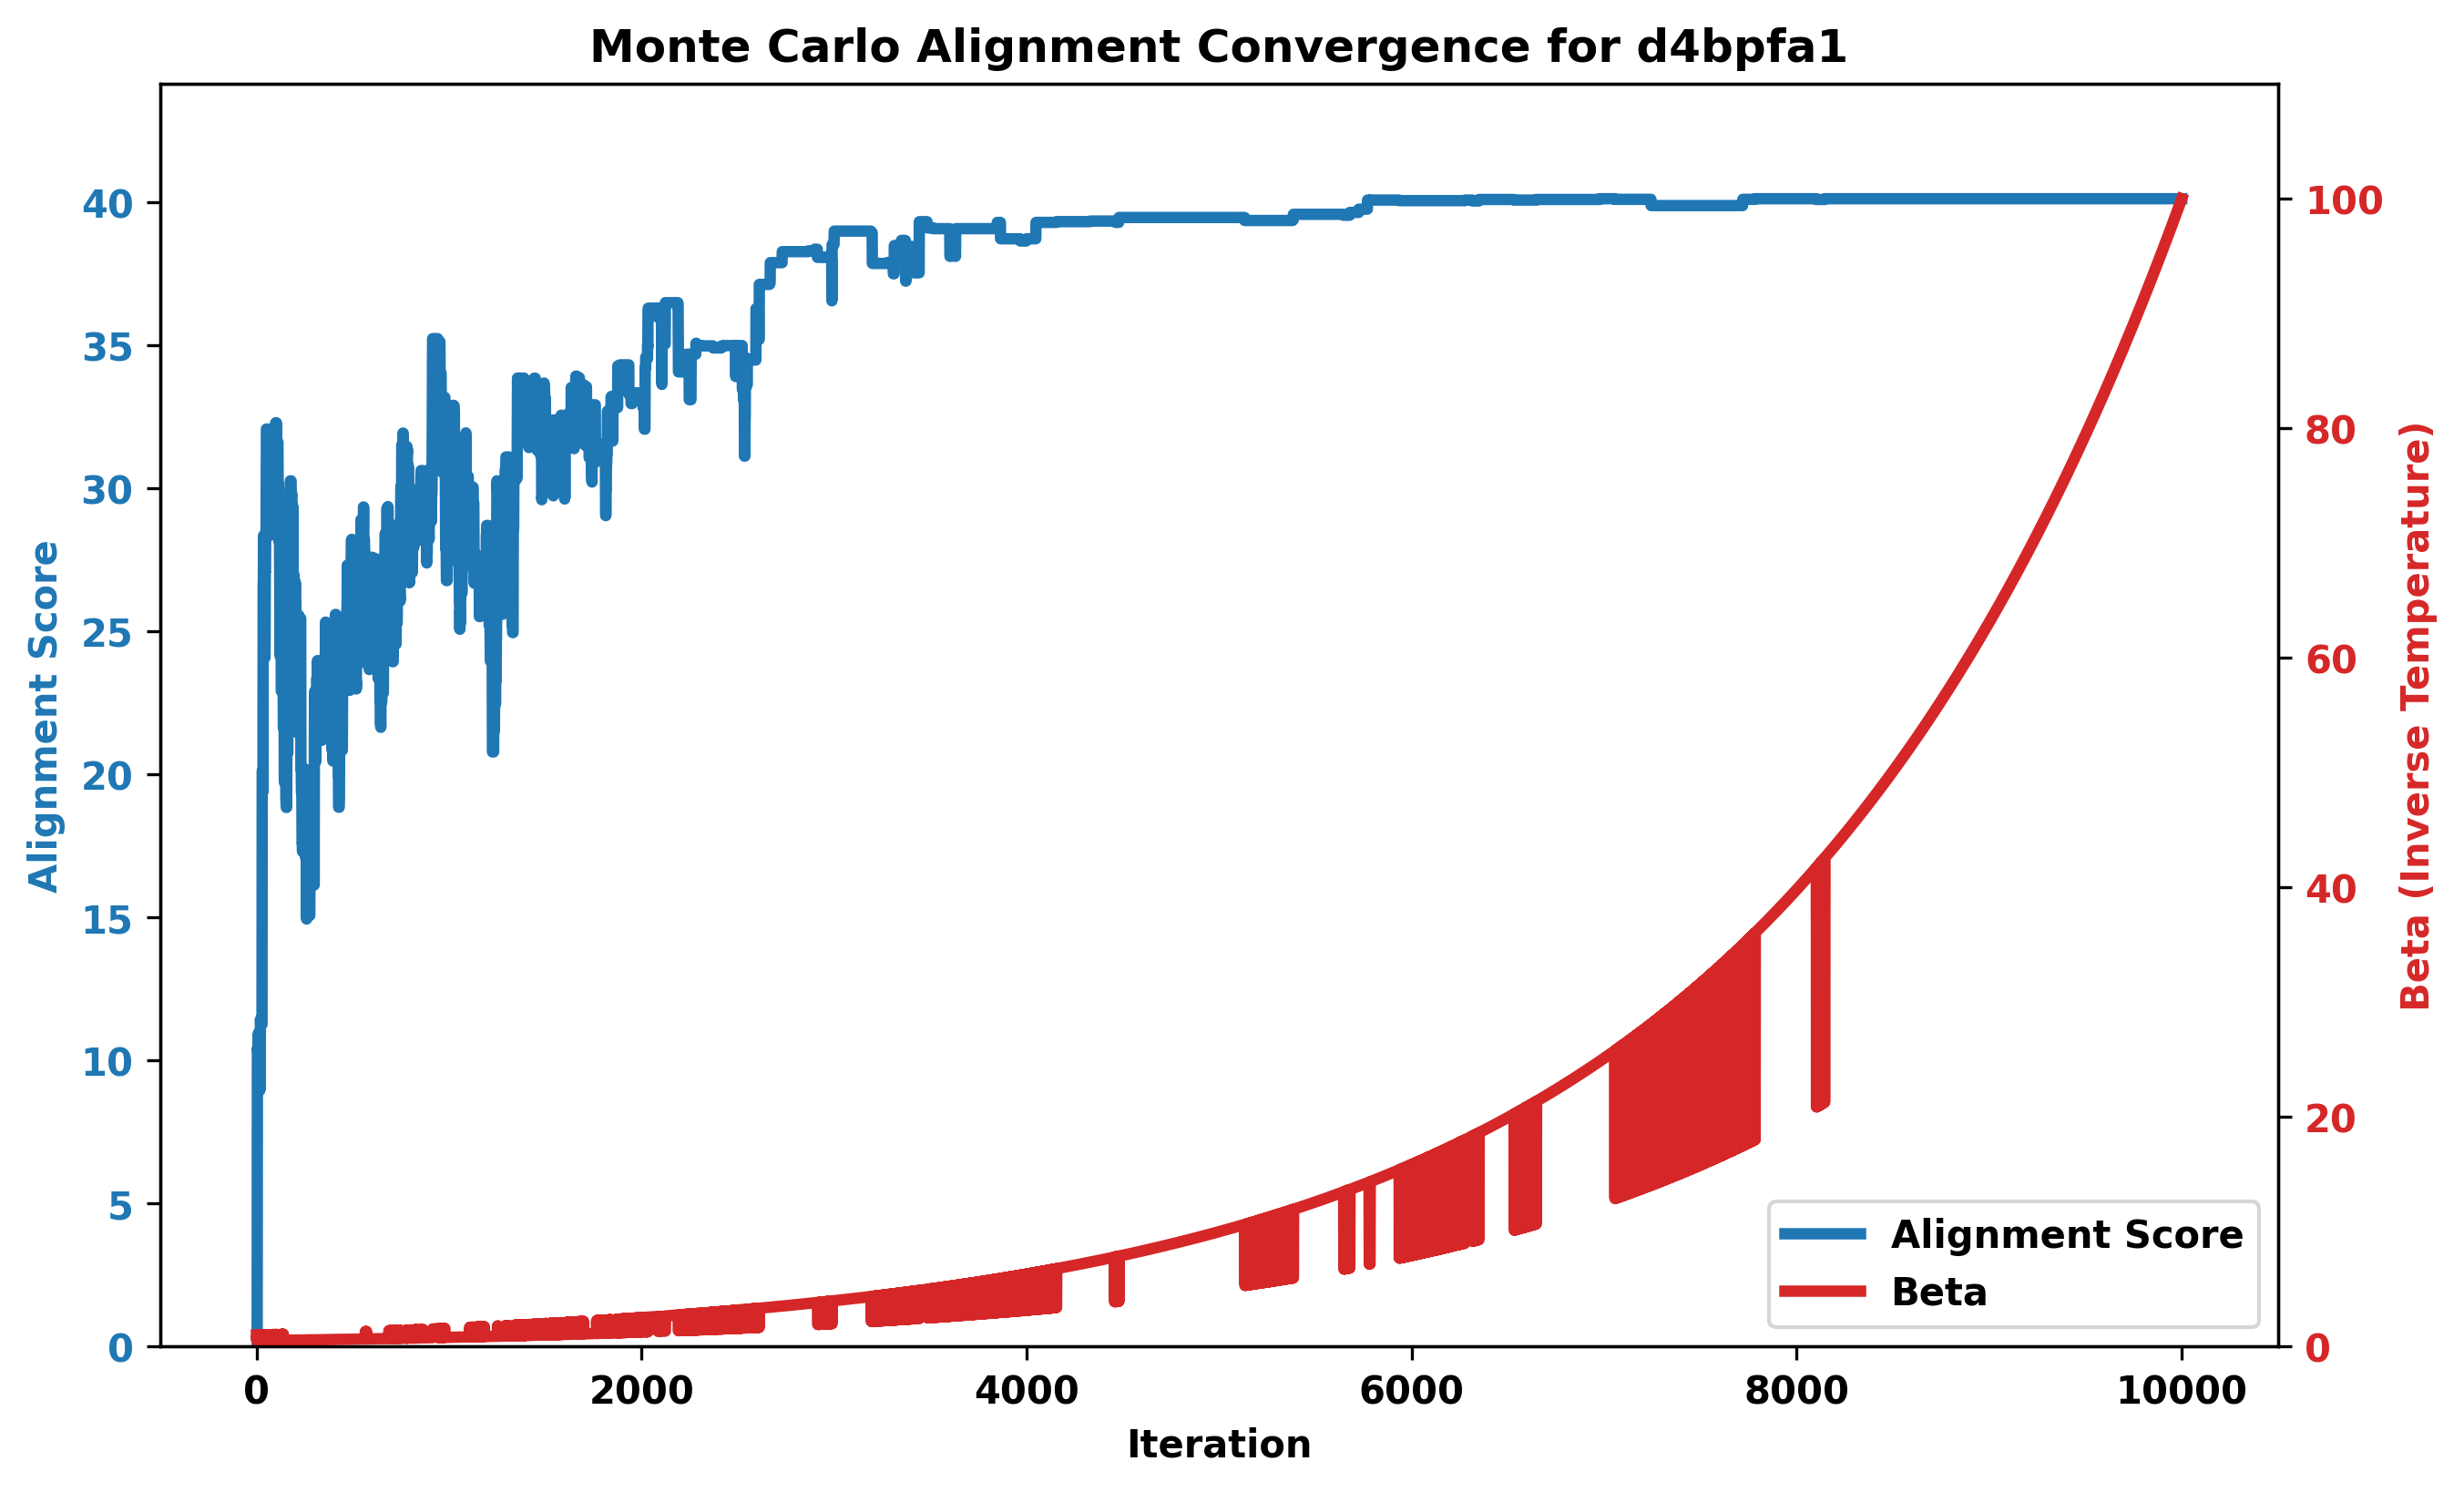 Monte Carlo Alignment Convergence for d4bpfa1
Alignment Score
40
35
30
25
20
15
10
5
0
100
80
60
40
20
0
Beta (Inverse Temperature)
Alignment Score
Beta
0 2000 4000 6000 8000 10000
Iteration